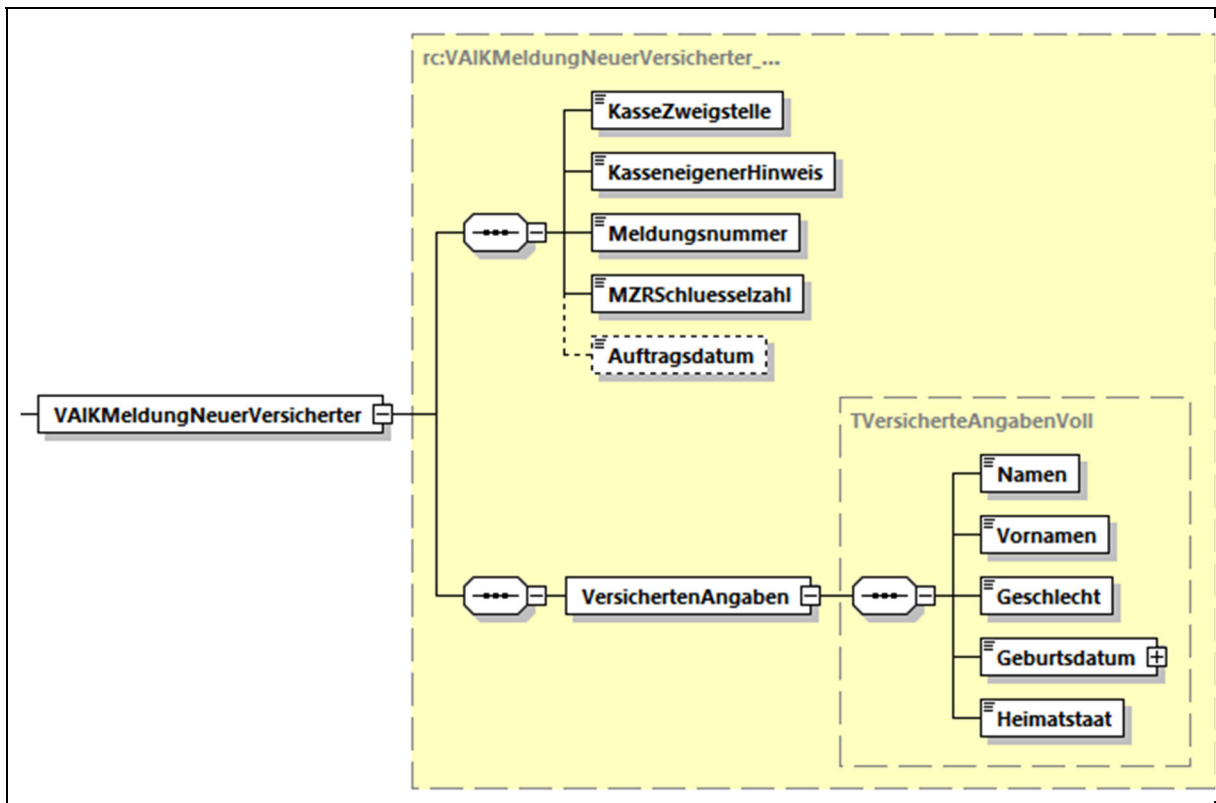 rc:VAIKMeldungNeuerVersicherter_...
KasseZweigstelle
KasseneigenerHinweis
Meldungsnummer
MZRSchluesselzahl
Auftragsdatum
VAIKMeldungNeuerVersicherter
TVersicherteAngabenVoll
Namen
Vornamen
VersichertenAngaben
Geschlecht
Geburtsdatum
Heimatstaat